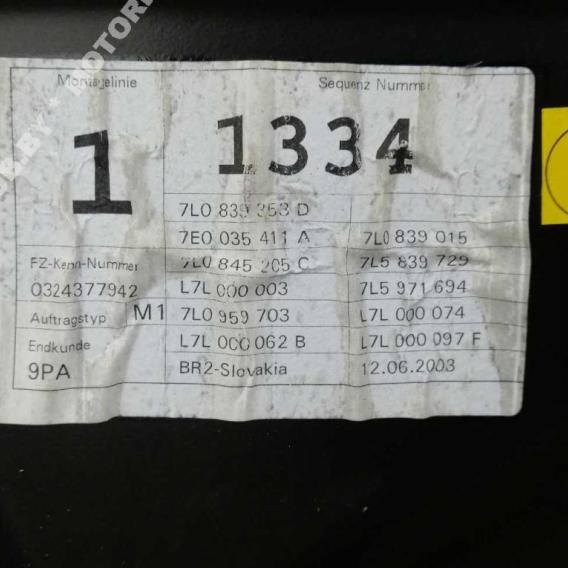 Montagelinie Sequenz Nummer
1 1334
7L0 839 353 D
7E0 035 411 A 7L0 839 015
FZ-Kenn-Nummer 7L0 845 205 C 7L5 839 729
0324377942 L7L 000 003 7L5 971 694
Auftragstyp M1 7L0 959 703 L7L 000 074
Endkunde L7L 000 062 B L7L 000 097 F
9PA BR2-Slovakia 12.06.2003